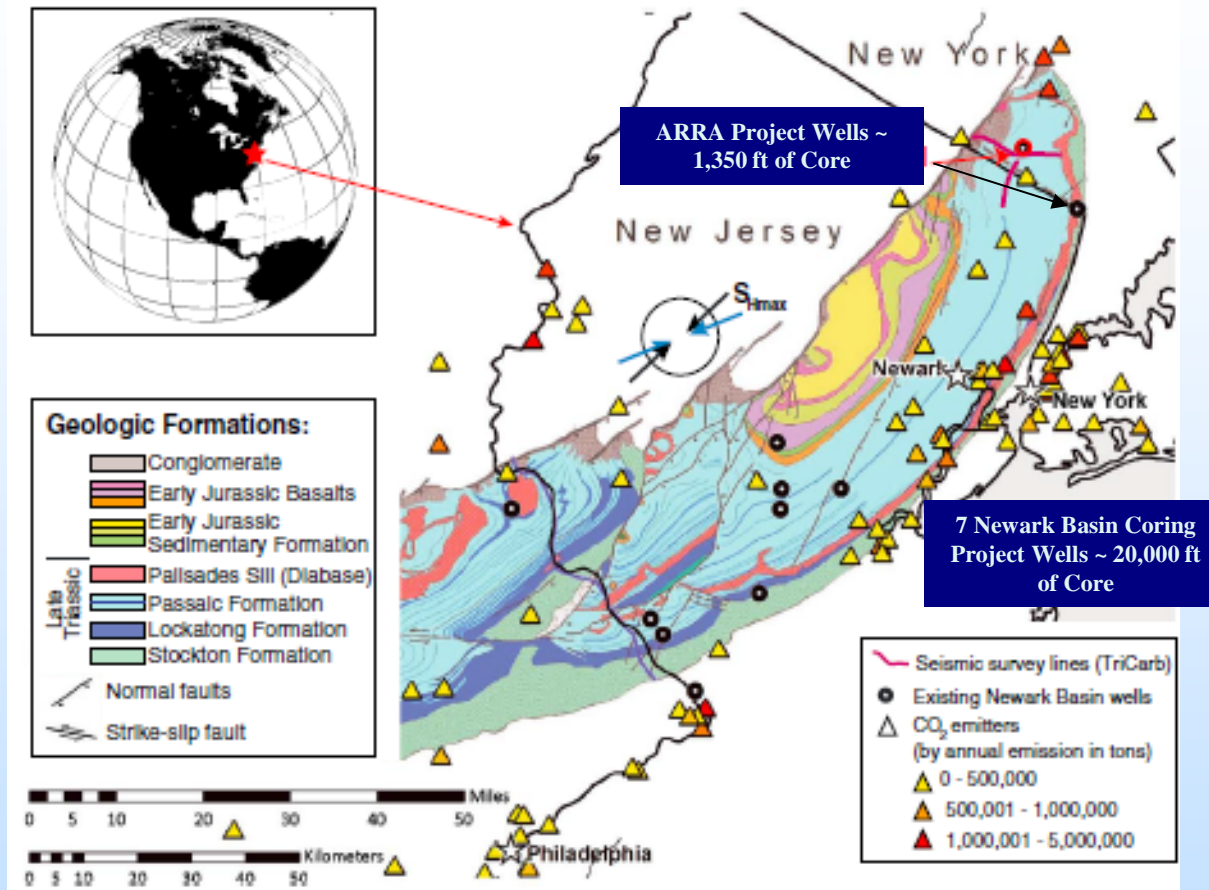 New York
ARRA Project Wells ~
1,350 ft of Core
New Jersey
S Hmax
Newark
New York
7 Newark Basin Coring
Project Wells ~ 20,000 ft
of Core
Geologic Formations:
Conglomerate
Early Jurassic Basalts
Early Jurassic
Sedimentary Formation
Late
Triassic
Palisades Sill (Diabase)
Passaic Formation
Lockatong Formation
Stockton Formation
Normal faults
Strike-slip fault
Seismic survey lines (TriCarb)
Existing Newark Basin wells
CO2 emitters
(by annual emission in tons)
0 - 500,000
500,001 - 1,000,000
1,000,001 - 5,000,000
Miles
0 5 10 20 30 40 50
Kilometers
0 5 10 20 30 40 50
Philadelphia